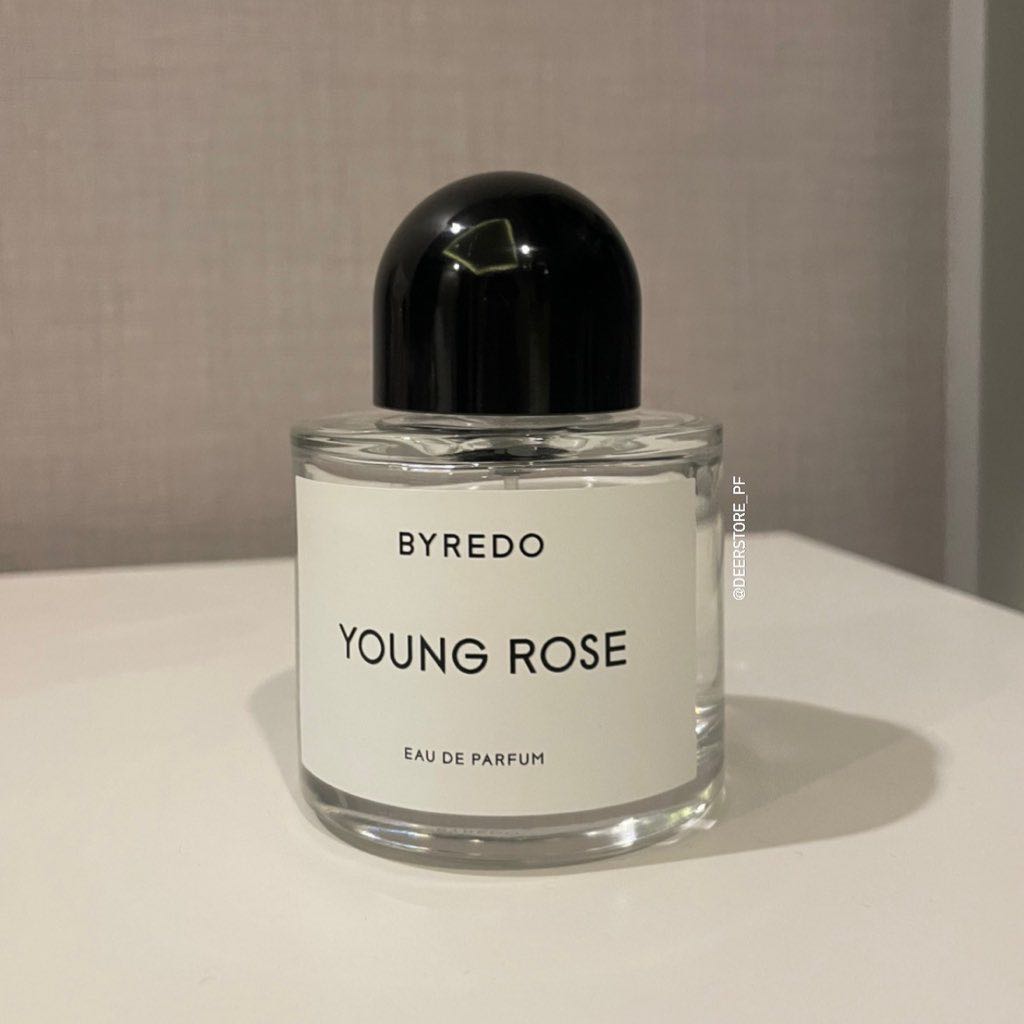 BYREDO
YOUNG ROSE
EAU DE PARFUM
@DEERSTORE_PF